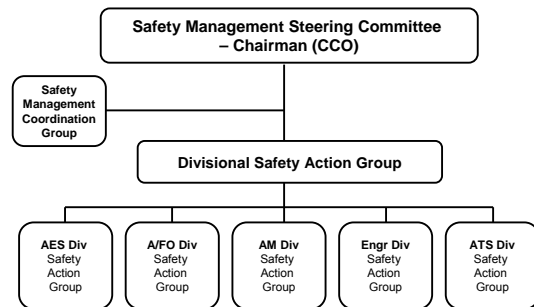 Safety Management Steering Committee
– Chairman (CCO)
Safety
Management
Coordination
Group
Divisional Safety Action Group
AES Div
Safety
Action
Group
A/FO Div
Safety
Action
Group
AM Div
Safety
Action
Group
Engr Div
Safety
Action
Group
ATS Div
Safety
Action
Group